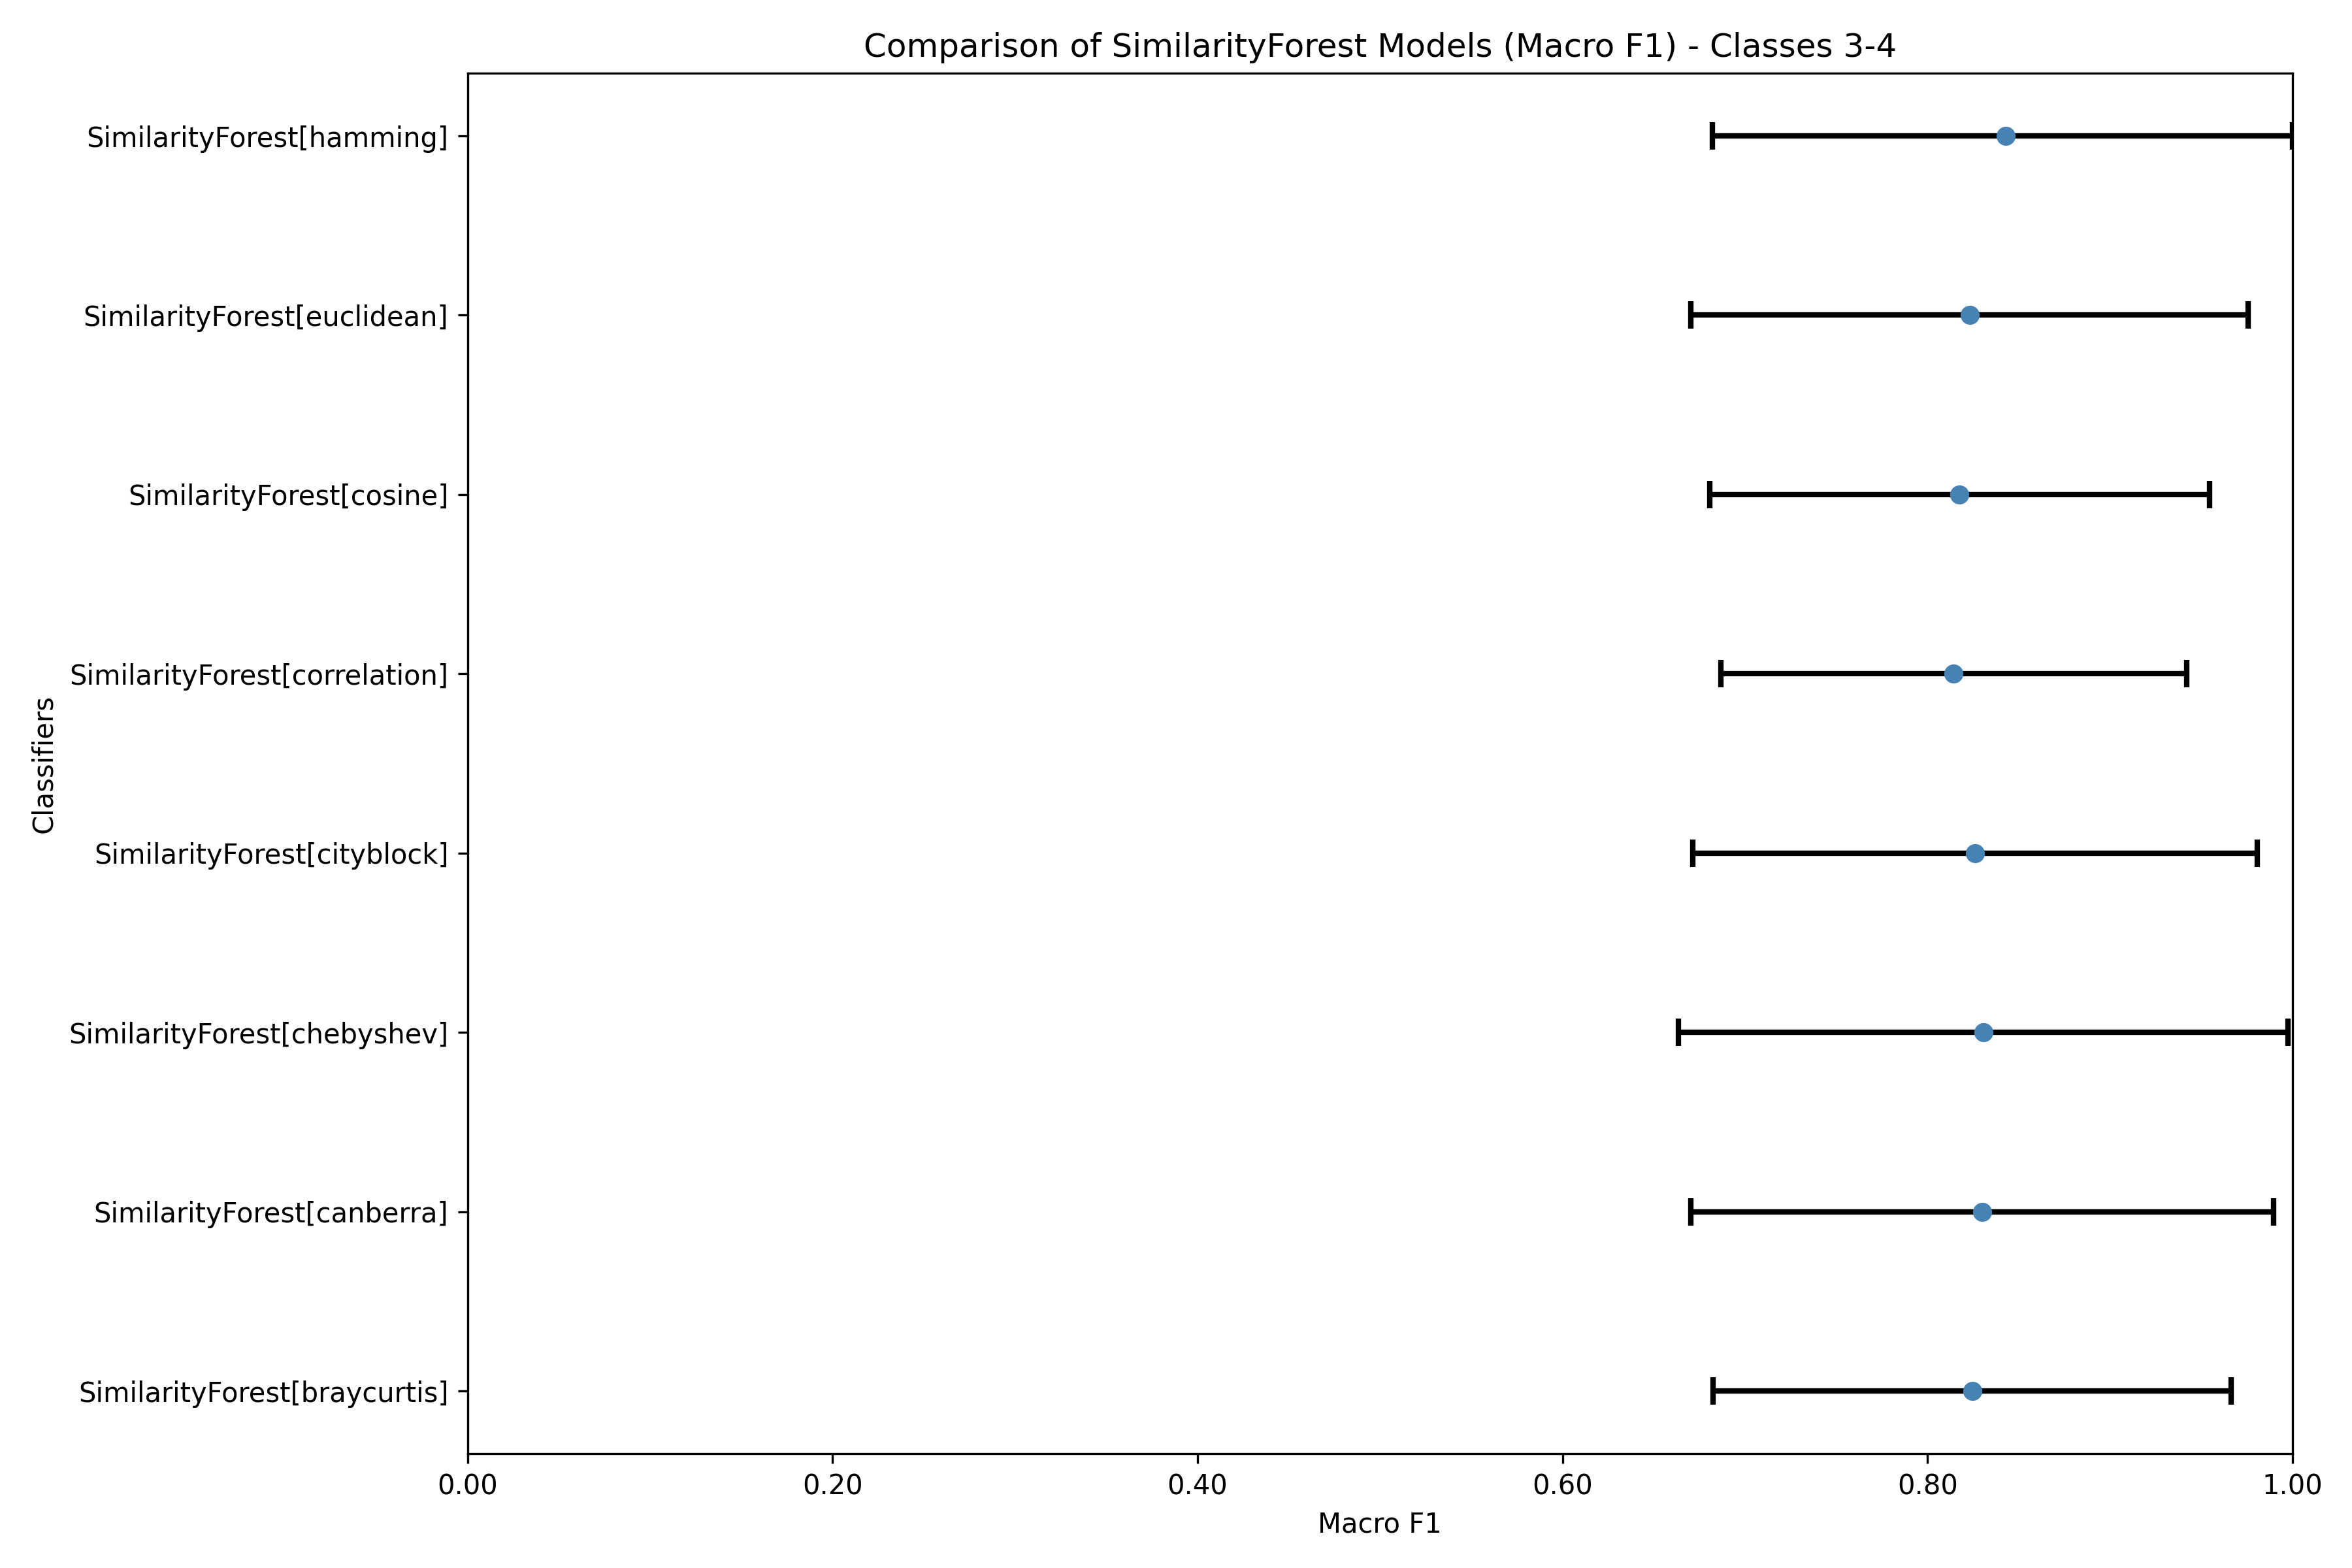 Comparison of SimilarityForest Models (Macro F1) - Classes 3-4
SimilarityForest[hamming]
SimilarityForest[euclidean]
SimilarityForest[cosine]
SimilarityForest[correlation]
SimilarityForest[cityblock]
SimilarityForest[chebyshev]
SimilarityForest[canberra]
SimilarityForest[braycurtis]
Classifiers
0.00 0.20 0.40 0.60 0.80 1.00
Macro F1